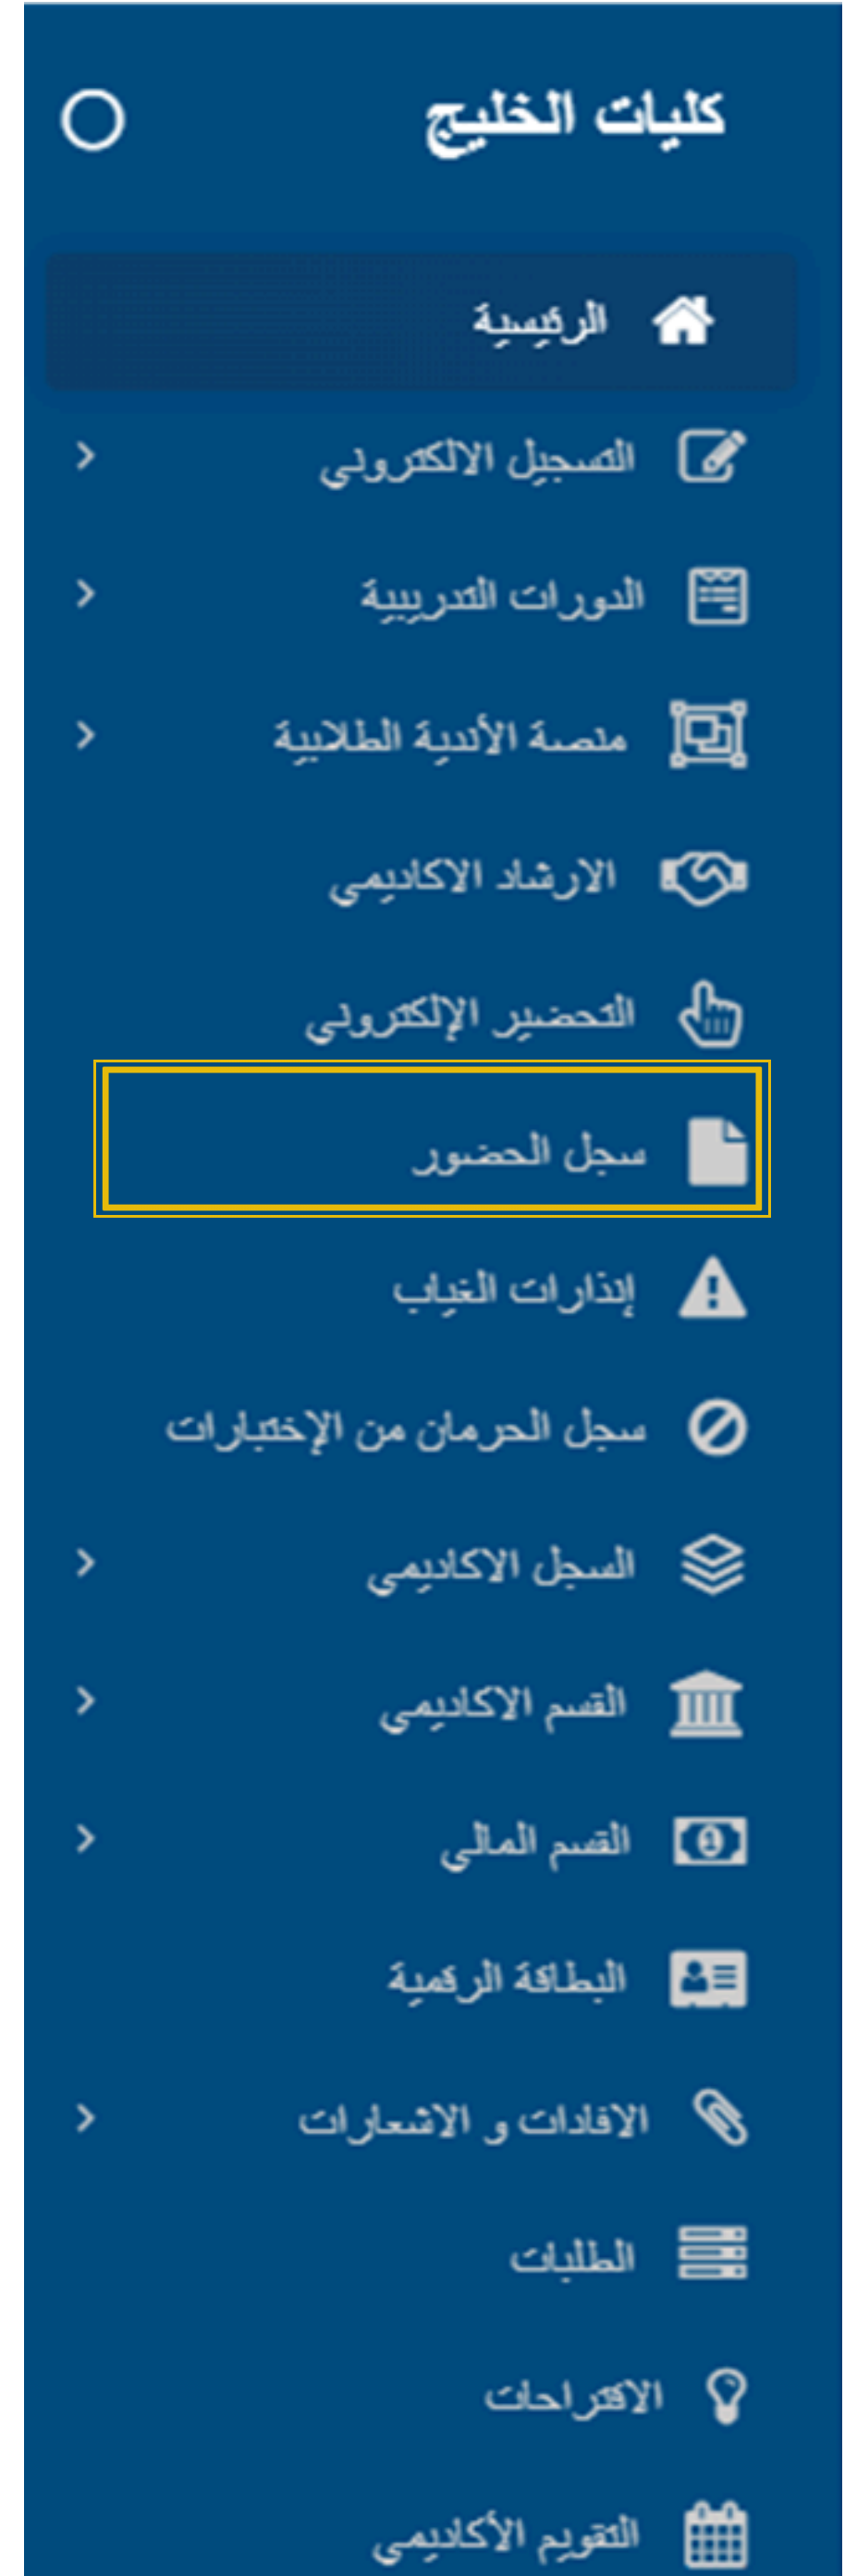 كليات الخليج
الرئيسية
التسجيل الالكتروني
الدورات التدريبية
منصة الأندية الطلابية
الارشاد الاكاديمي
التحضير الإلكتروني
سجل الحضور
إنذارات الغياب
سجل الحرمان من الإختبارات
السجل الاكاديمي
القسم الاكاديمي
القسم المالي
البطاقة الرقمية
الافادات و الاشعارات
الطلبات
الاقتراحات
التقويم الأكاديمي